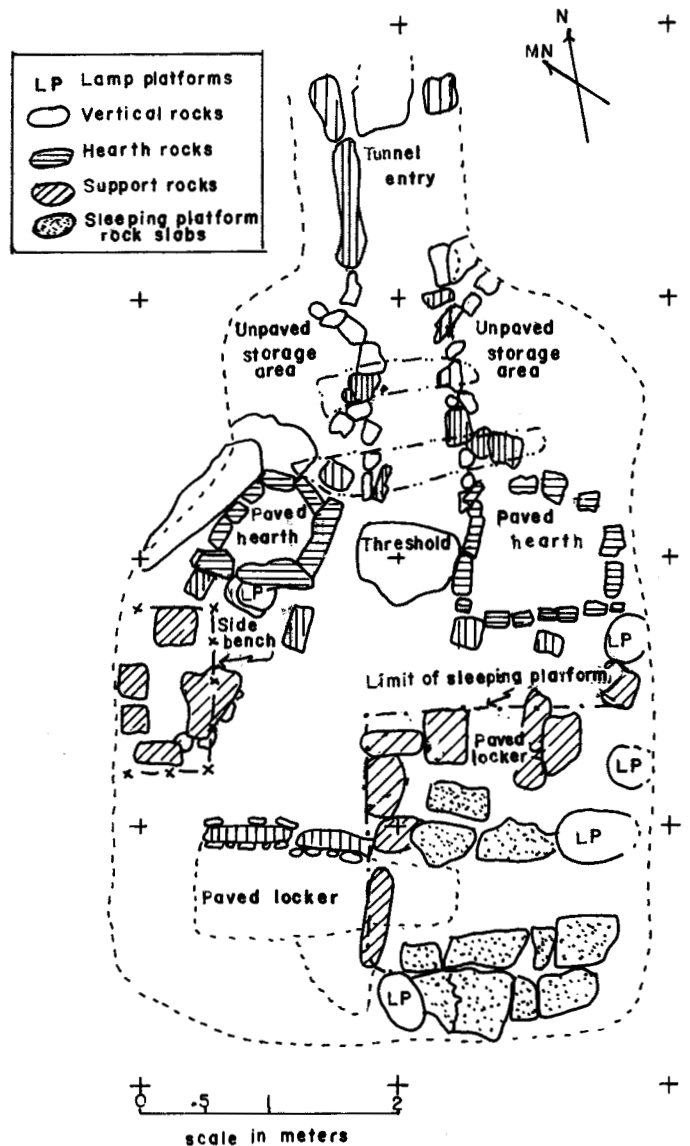 N
MN
LP Lamp platforms
Vertical rocks
Hearth rocks
Support rocks
Sleeping platform
rock slabs
Tunnel
entry
Unpaved
storage
area
Unpaved
storage
area
Paved
hearth
Threshold
Paved
hearth
LP
Side
bench
LP
Limit of sleeping platform
Paved
locker
LP
LP
Paved locker
LP
0 .5 1 2
scale in meters